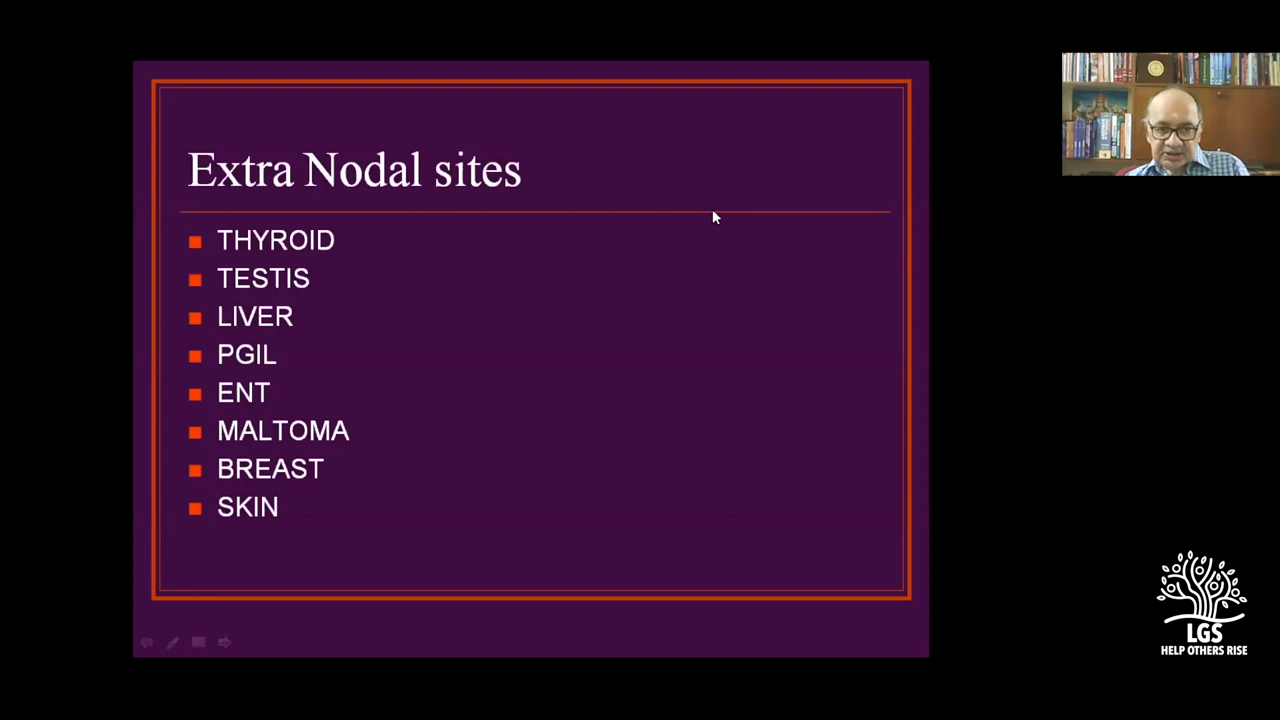 Extra Nodal sites
THYROID
TESTIS
LIVER
PGIL
ENT
MALTOMA
BREAST
SKIN
LGS
HELP OTHERS RISE